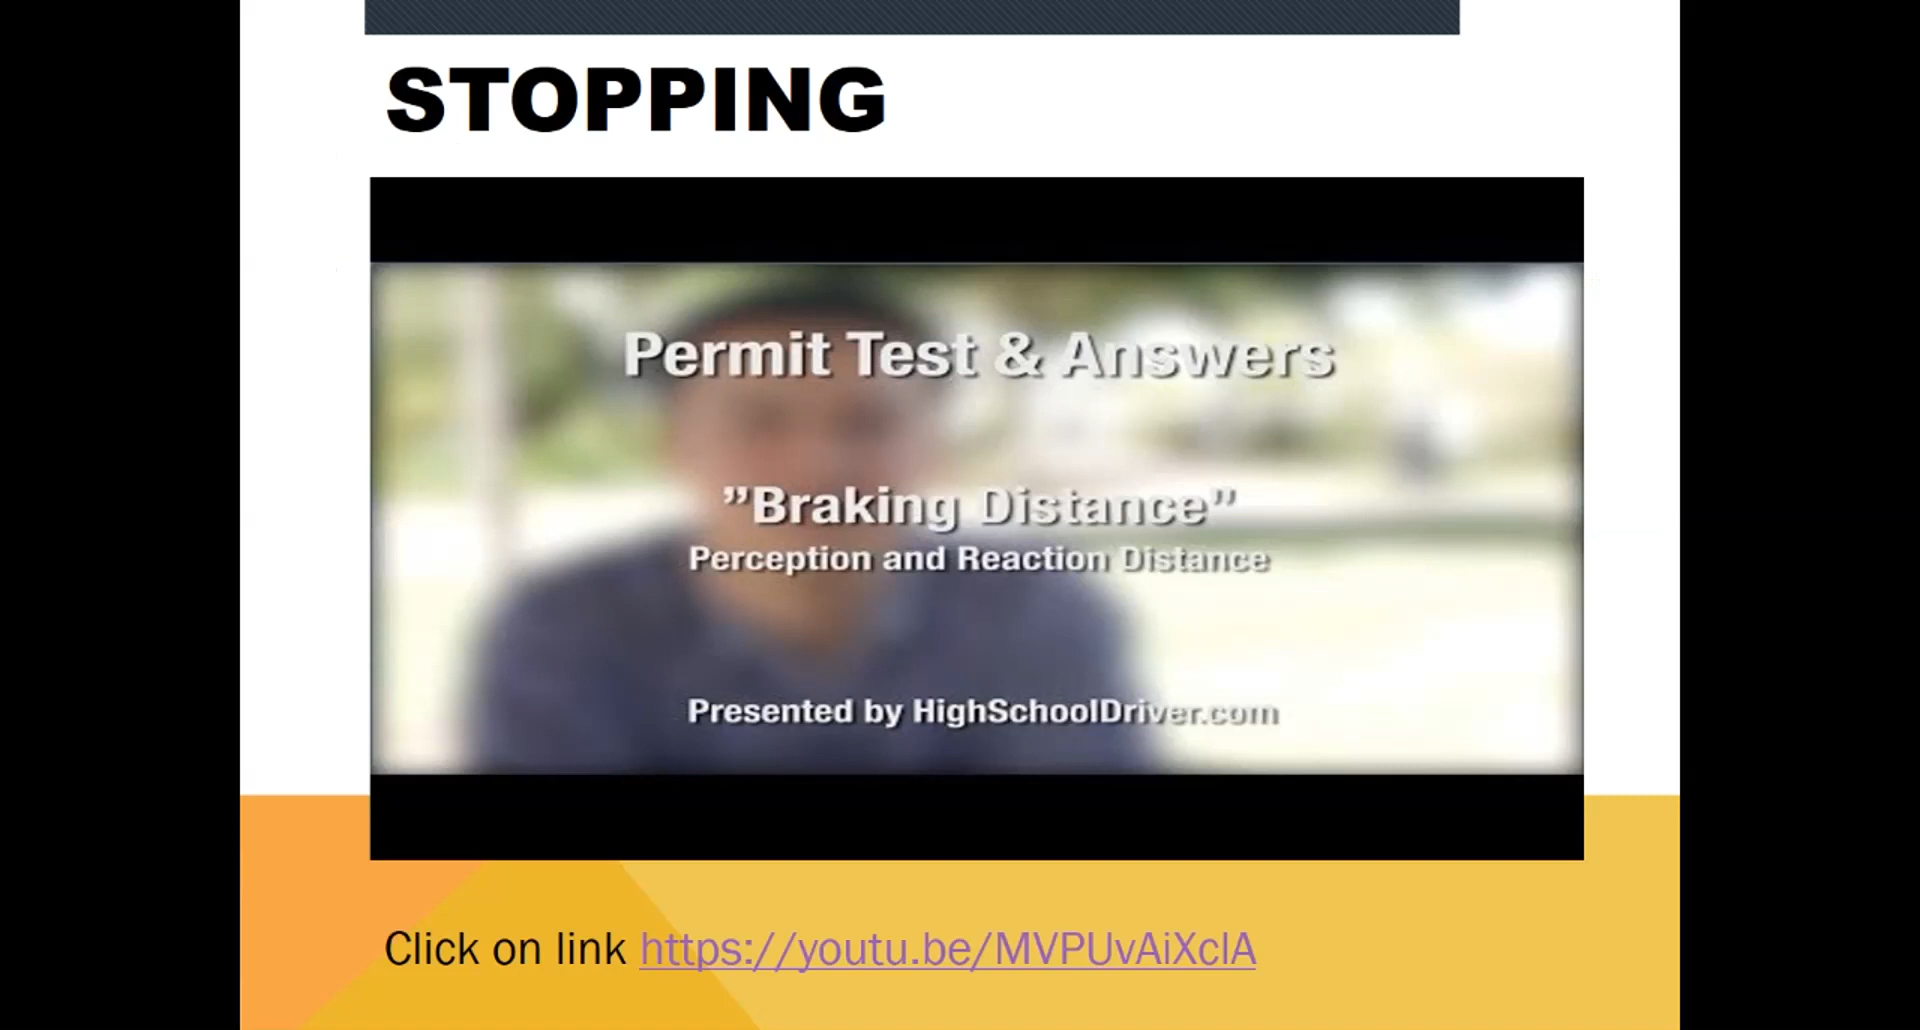 STOPPING
Permit Test & Answers
”Braking Distance”
Perception and Reaction Distance
Presented by HighSchoolDriver.com
Click on link https://youtu.be/MVPUvAiXclA